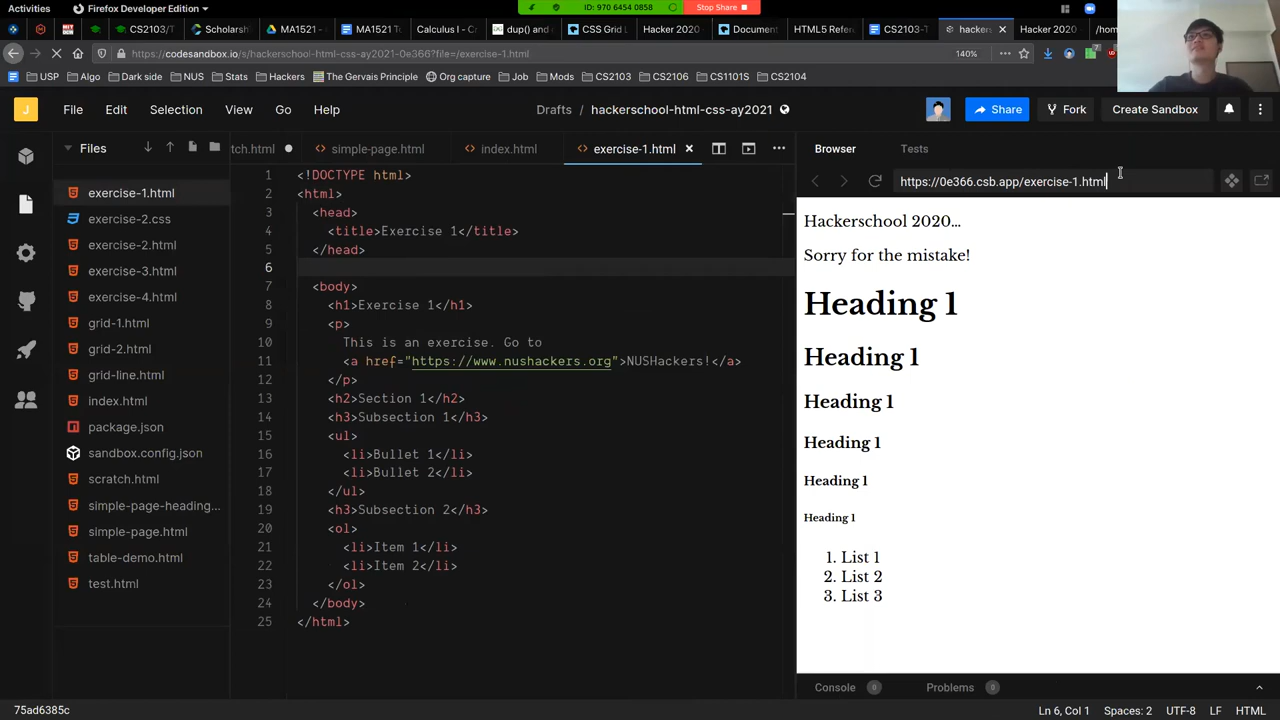 Activities
Firefox Developer Edition
ID: 970 6454 0858
Stop Share
CS2103/T
Scholarsh
MA1521 -
MA1521 T
Calculus I - C
dup() and
CSS Grid L
Hacker 200
Document
HTML5 Refere
CS2103-T
hackers
Hacker 200
/hom
https://codesandbox.io/s/hackerschool-html-css-ay2021-0e366?file=/exercise-1.html
140%
USP
Algo
Dark side
NUS
Stats
Hackers
The Gervais Principle
Org capture
Job
Mods
CS2103
CS2106
CS1101S
CS2104
J
File
Edit
Selection
View
Go
Help
Drafts / hackerschool-html-css-ay2021
Share
Fork
Create Sandbox
Files
tch.html
simple-page.html
index.html
exercise-1.html
Browser
Tests
https://0e366.csb.app/exercise-1.html
exercise-1.html
exercise-2.css
exercise-2.html
exercise-3.html
exercise-4.html
grid-1.html
grid-2.html
grid-line.html
index.html
package.json
sandbox.config.json
scratch.html
simple-page-heading...
simple-page.html
table-demo.html
test.html
1 <!DOCTYPE html>
2 <html>
3 <head>
4 <title>Exercise 1</title>
5 </head>
6
7 <body>
8 <h1>Exercise 1</h1>
9 <p>
10 This is an exercise. Go to
11 <a href="https://www.nushackers.org">NUSHackers!</a>
12 </p>
13 <h2>Section 1</h2>
14 <h3>Subsection 1</h3>
15 <ul>
16 <li>Bullet 1</li>
17 <li>Bullet 2</li>
18 </ul>
19 <h3>Subsection 2</h3>
20 <ol>
21 <li>Item 1</li>
22 <li>Item 2</li>
23 </ol>
24 </body>
25 </html>
Hackerschool 2020...
Sorry for the mistake!
Heading 1
Heading 1
Heading 1
Heading 1
Heading 1
Heading 1
1. List 1
2. List 2
3. List 3
Console 0
Problems 0
75ad6385c
Ln 6, Col 1
Spaces: 2
UTF-8
LF
HTML